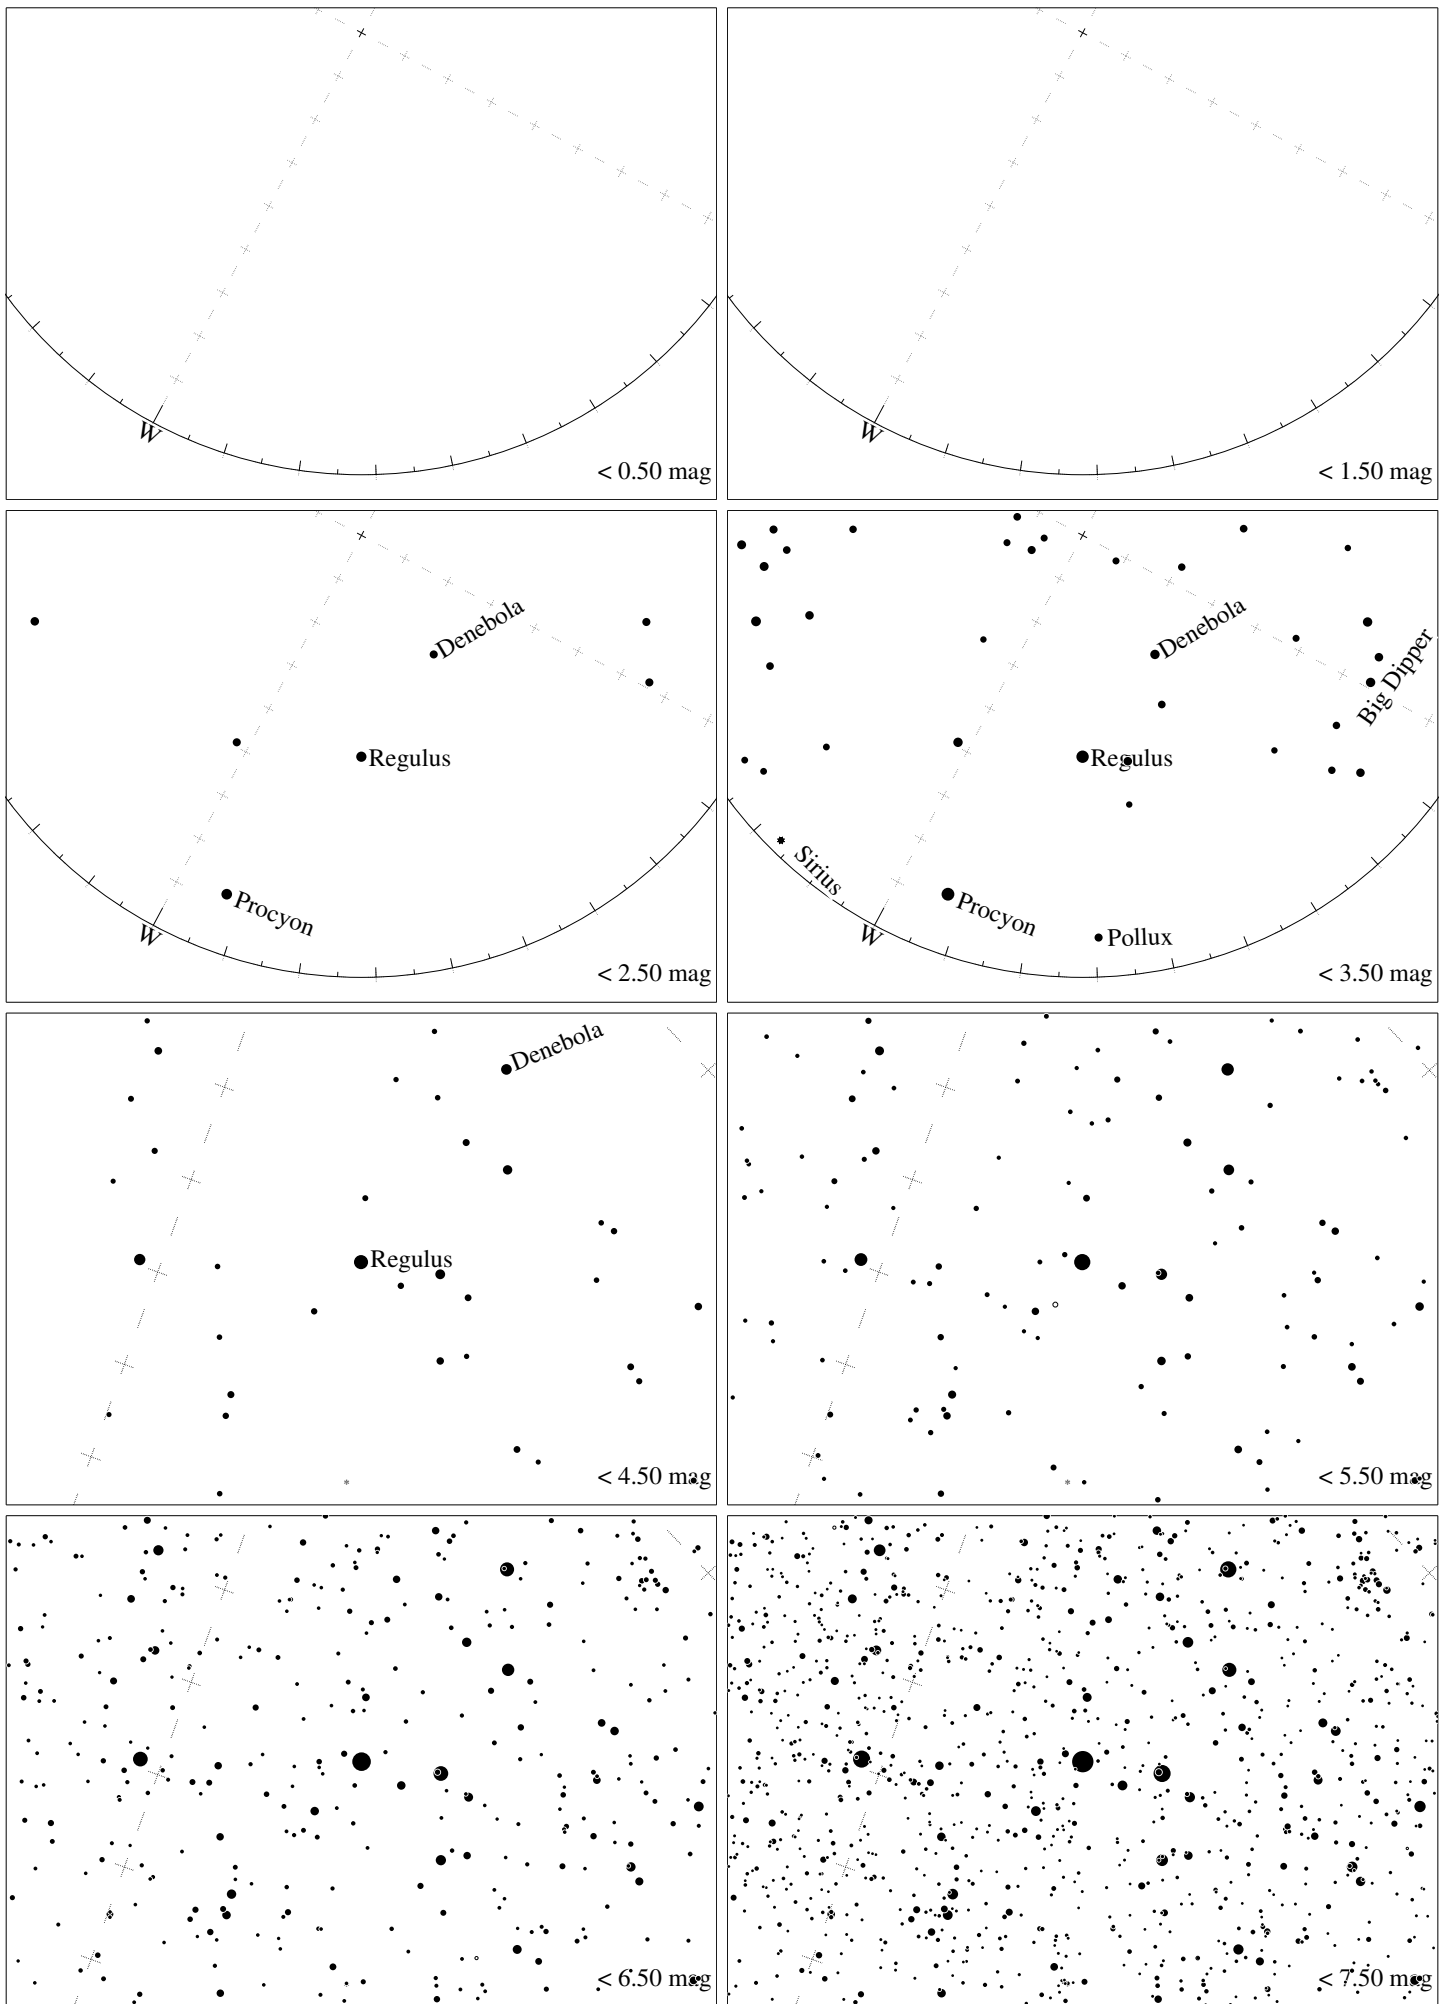 W
< 0.50 mag
W
< 1.50 mag
Denebola
Regulus
Procyon
W
< 2.50 mag
Denebola
Big Dipper
Regulus
Sirius
Procyon
W
Pollux
< 3.50 mag
Denebola
Regulus
< 4.50 mag
< 5.50 mag
< 6.50 mag
< 7.50 mag